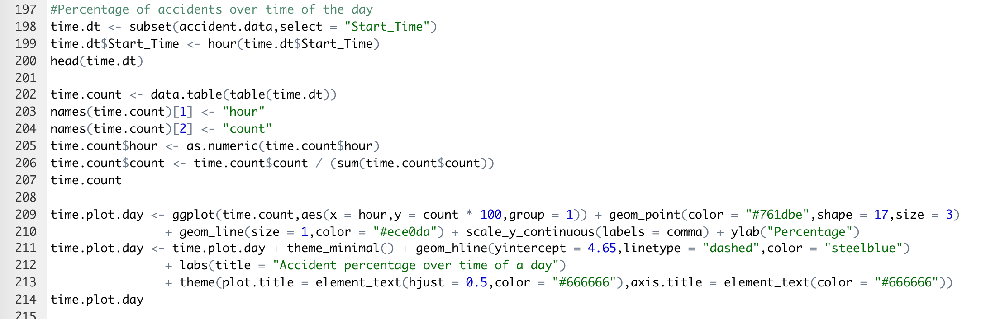 197 #Percentage of accidents over time of the day
198 time.dt <- subset(accident.data,select = "Start_Time")
199 time.dt$Start_Time <- hour(time.dt$Start_Time)
200 head(time.dt)
201
202 time.count <- data.table(table(time.dt))
203 names(time.count)[1] <- "hour"
204 names(time.count)[2] <- "count"
205 time.count$hour <- as.numeric(time.count$hour)
206 time.count$count <- time.count$count / (sum(time.count$count))
207 time.count
208
209 time.plot.day <- ggplot(time.count,aes(x = hour,y = count * 100,group = 1)) + geom_point(color = "#761dbe",shape = 17,size = 3)
210 + geom_line(size = 1,color = "#ece0da") + scale_y_continuous(labels = comma) + ylab("Percentage")
211 time.plot.day <- time.plot.day + theme_minimal() + geom_hline(yintercept = 4.65,linetype = "dashed",color = "steelblue")
212 + labs(title = "Accident percentage over time of a day")
213 + theme(plot.title = element_text(hjust = 0.5,color = "#666666"),axis.title = element_text(color = "#666666"))
214 time.plot.day
215